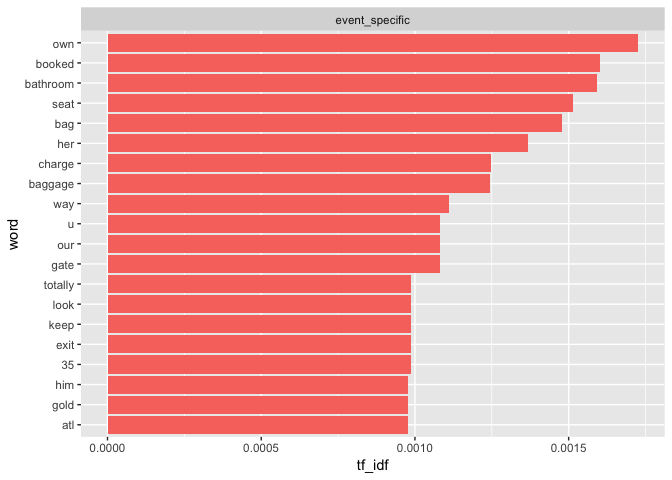 event_specific
own
booked
bathroom
seat
bag
her
charge
baggage
way
u
our
gate
totally
look
keep
exit
35
him
gold
atl
word
0.0000 0.0005 0.0010 0.0015
tf_idf